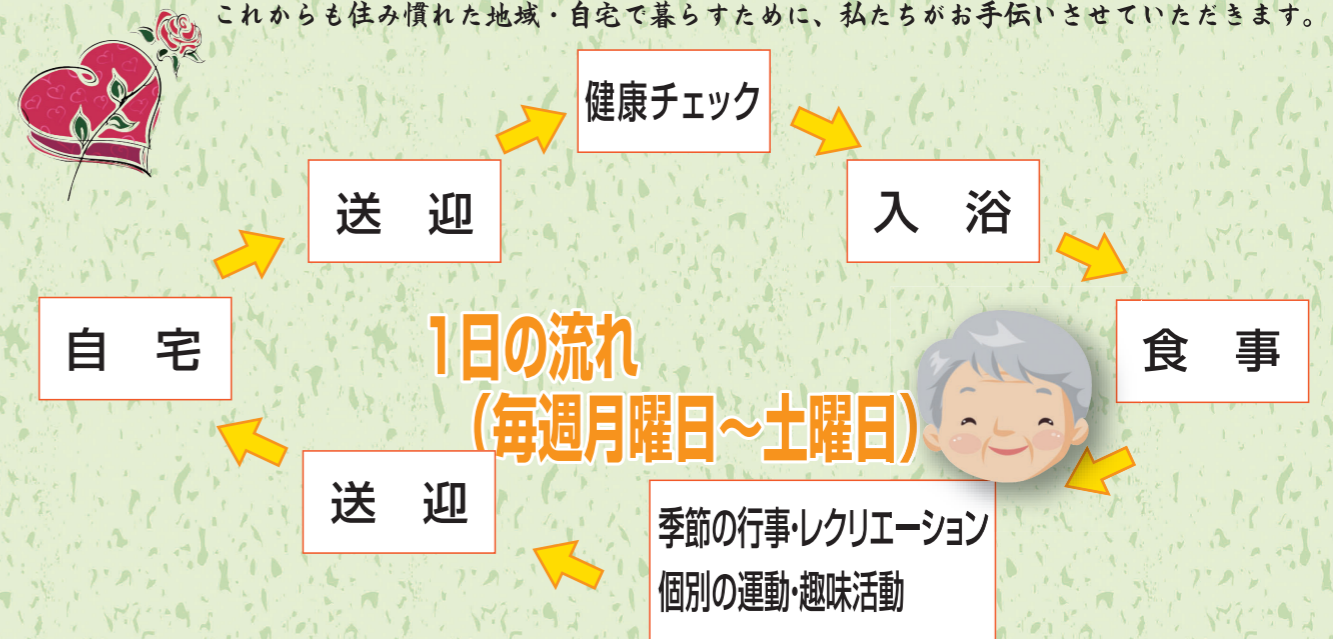 これからも住み慣れた地域・自宅で暮らすために、私たちがお手伝いさせていただきます。
健康チェック
送　迎
入　浴
自　宅
食　事
1日の流れ
（毎週月曜日～土曜日）
送　迎
季節の行事・レクリエーション
個別の運動・趣味活動